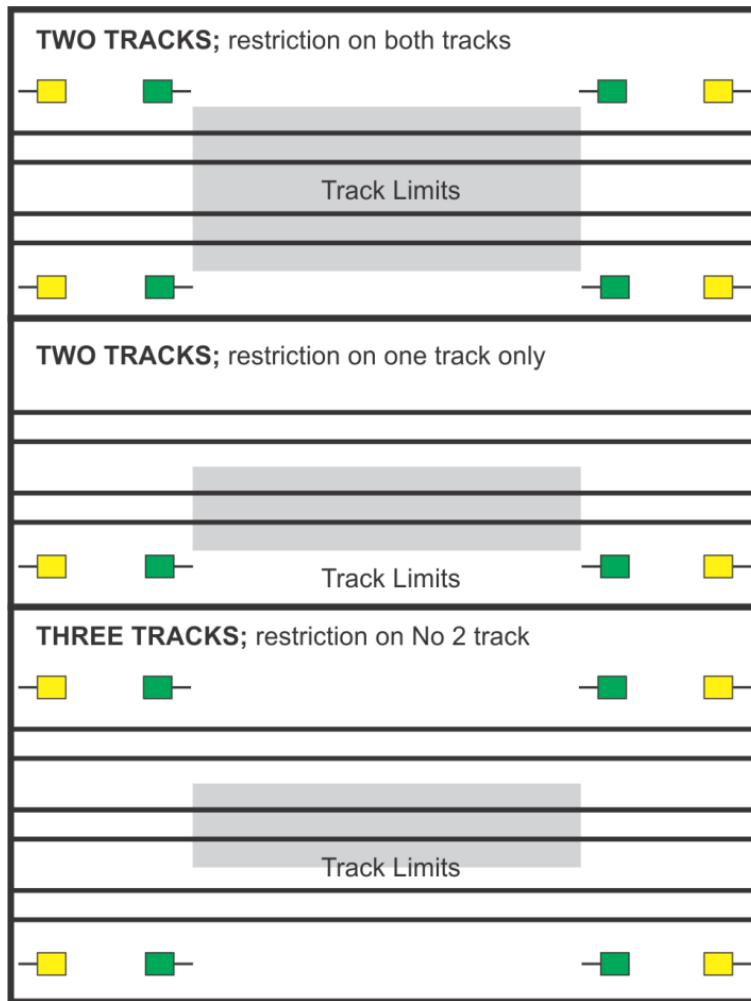 TWO TRACKS; restriction on both tracks
Track Limits
TWO TRACKS; restriction on one track only
Track Limits
THREE TRACKS; restriction on No 2 track
Track Limits